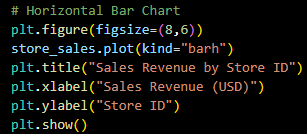 # Horizontal Bar Chart
plt.figure(figsize=(8,6))
store_sales.plot(kind="barh")
plt.title("Sales Revenue by Store ID")
plt.xlabel("Sales Revenue (USD)")
plt.ylabel("Store ID")
plt.show()